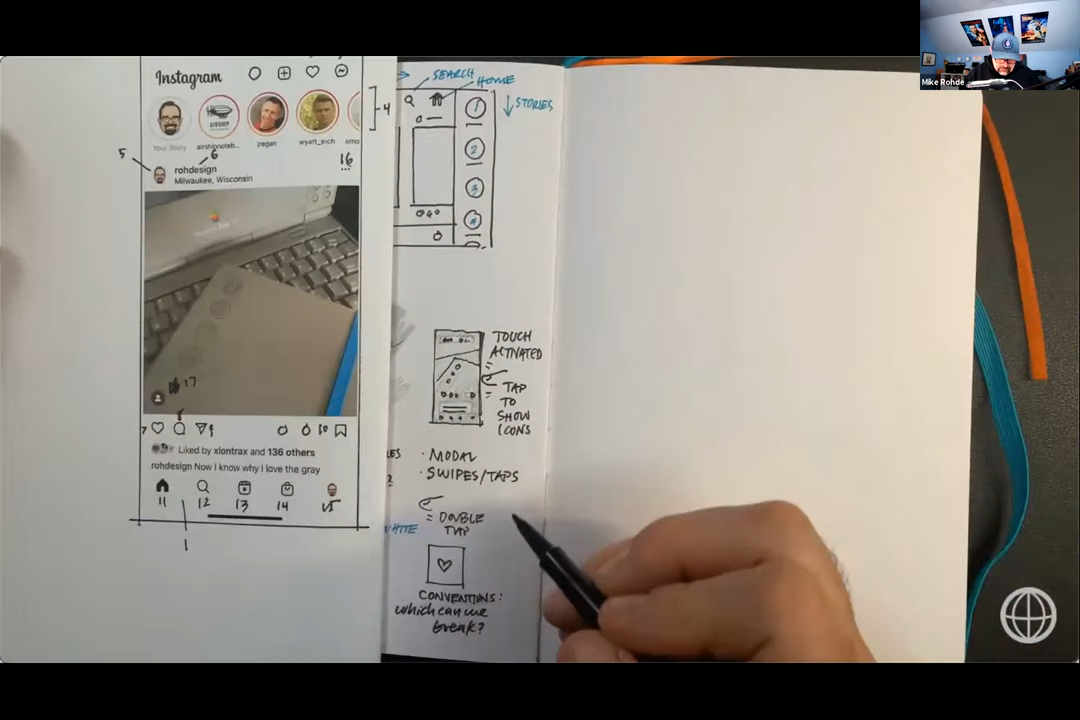 Mike Rohde
Instagram
4
Your Story
airshipnoteb...
jregan
wyatt_eich
smo
5
6
rohdesign
Milwaukee, Wisconsin
16
17
7
8
9
10
Liked by xlontrax and 136 others
rohdesign Now I know why I love the gray
11
12
13
14
15
1
SEARCH
HOME
STORIES
1
2
3
4
TOUCH
ACTIVATED
TAP
TO
SHOW
ICONS
· MODAL
· SWIPES/TAPS
= DOUBLE
TAP
CONVENTIONS:
which can we
break?